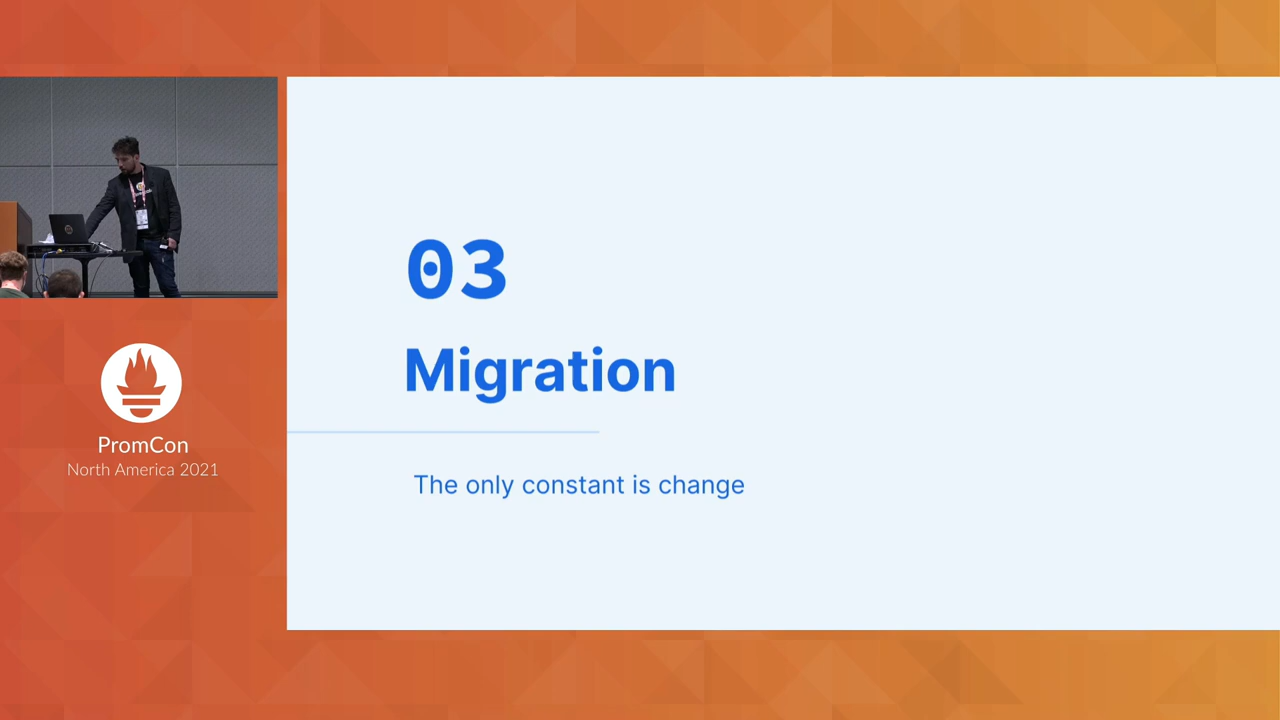 03
Migration
The only constant is change
PromCon
North America 2021